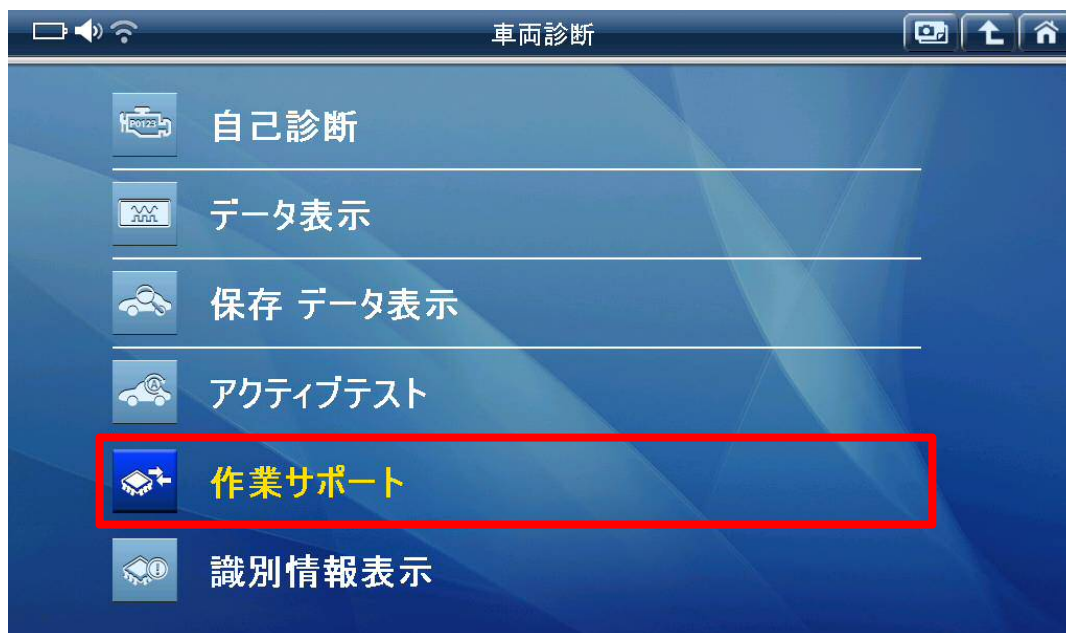 車両診断
P0123
自己診断
データ表示
保存 データ表示
アクティブテスト
作業サポート
識別情報表示